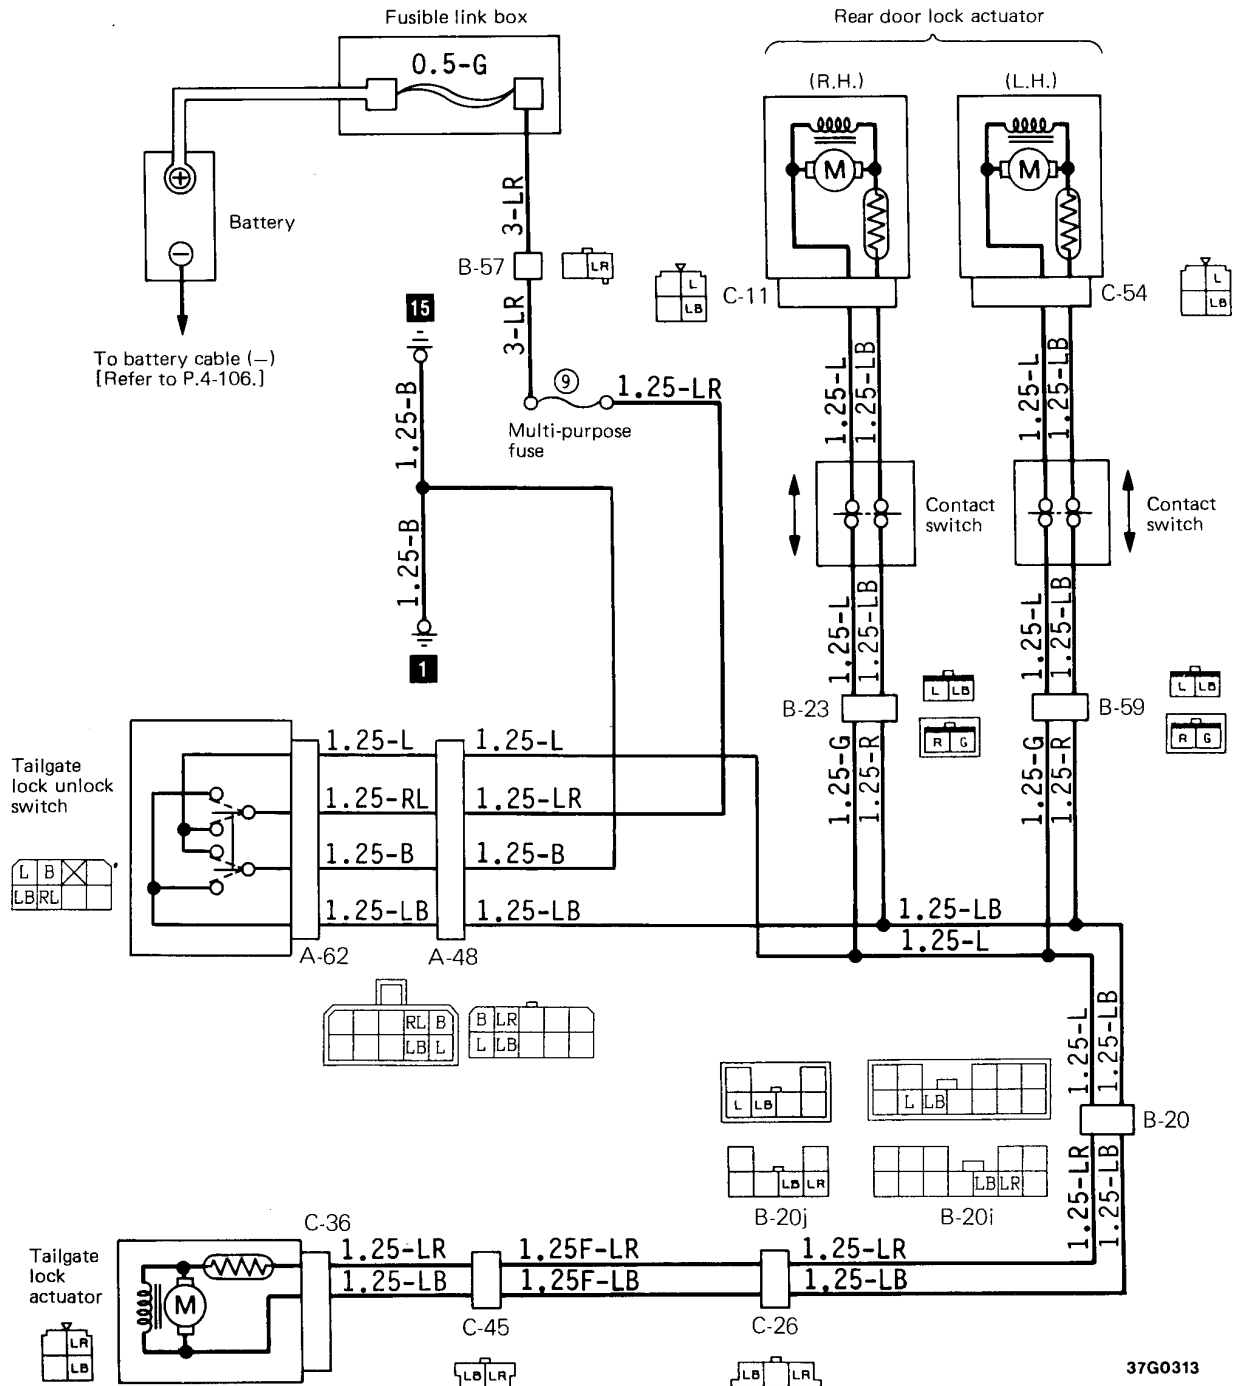 Fusible link box
Rear door lock actuator
0.5-G
(R.H.)
(L.H.)
M
M
+
Battery
−
3-LR
B-57
LR
L
LB
C-11
C-54
L
LB
To battery cable (−)
[Refer to P.4-106.]
15
3-LR
9
1.25-LR
Multi-purpose
fuse
1.25-B
1.25-L
1.25-LB
1.25-L
1.25-LB
Contact
switch
Contact
switch
1.25-B
1
1.25-L
1.25-LB
1.25-L
1.25-LB
L LB
L LB
B-23
B-59
R G
R G
1.25-G
1.25-R
1.25-G
1.25-R
Tailgate
lock unlock
switch
1.25-L
1.25-L
1.25-RL
1.25-LR
1.25-B
1.25-B
1.25-LB
1.25-LB
L B
LB RL
A-62
A-48
1.25-LB
1.25-L
RL B
LB L
B LR
L LB
1.25-L
1.25-LB
L LB
L LB
B-20
LB LR
LB LR
B-20j
B-20i
1.25-LR
1.25-LB
C-36
Tailgate
lock
actuator
M
1.25-LR
1.25F-LR
1.25-LR
1.25-LB
1.25F-LB
1.25-LB
LR
LB
C-45
C-26
LB LR
LB LR
37G0313